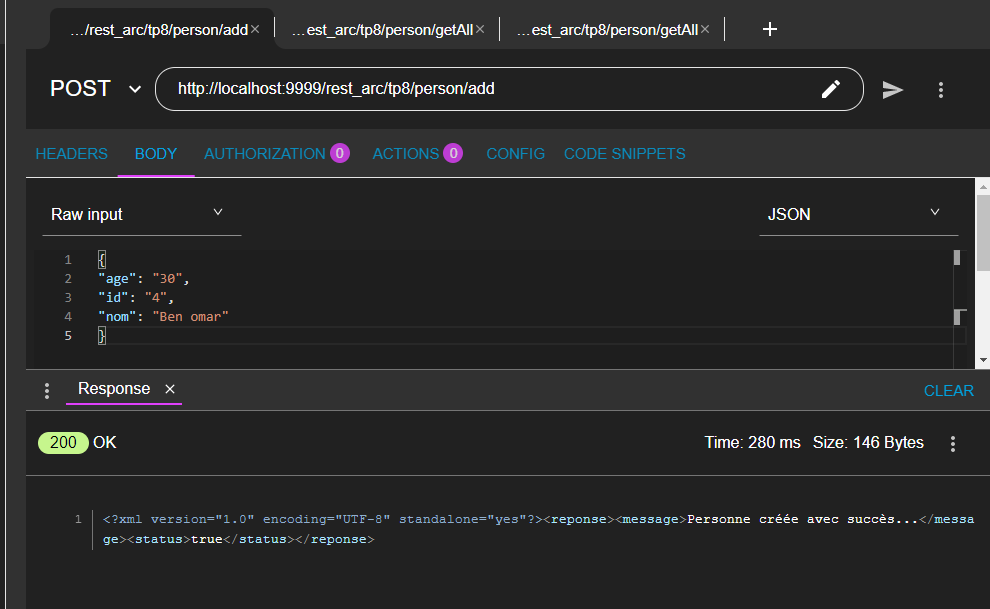 .../rest_arc/tp8/person/add × ...est_arc/tp8/person/getAll × ...est_arc/tp8/person/getAll × +
POST http://localhost:9999/rest_arc/tp8/person/add
HEADERS BODY AUTHORIZATION 0 ACTIONS 0 CONFIG CODE SNIPPETS
Raw input JSON
1 {
2 "age": "30",
3 "id": "4",
4 "nom": "Ben omar"
5 }
Response × CLEAR
200 OK Time: 280 ms Size: 146 Bytes
1 <?xml version="1.0" encoding="UTF-8" standalone="yes"?><reponse><message>Personne créée avec succès...</messa
ge><status>true</status></reponse>